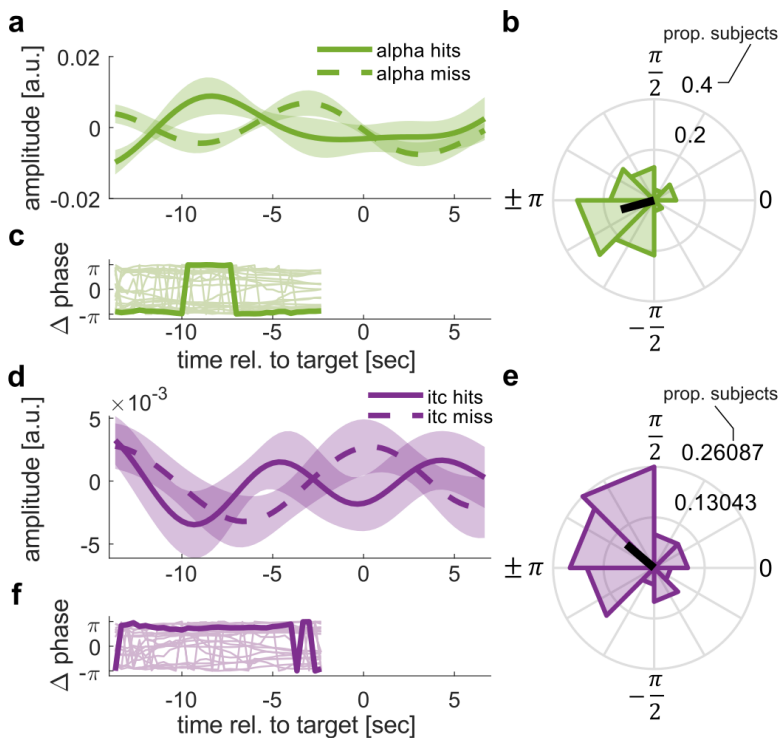 a
0.02
0
-0.02
amplitude [a.u.]
alpha hits
alpha miss
-10 -5 0 5
b
prop. subjects
π/2
0.4
0.2
± π
0
-π/2
c
Δ phase
π
0
-π
-10 -5 0 5
time rel. to target [sec]
d
× 10⁻³
5
0
-5
amplitude [a.u.]
itc hits
itc miss
-10 -5 0 5
e
prop. subjects
π/2
0.26087
0.13043
± π
0
-π/2
f
Δ phase
π
0
-π
-10 -5 0 5
time rel. to target [sec]